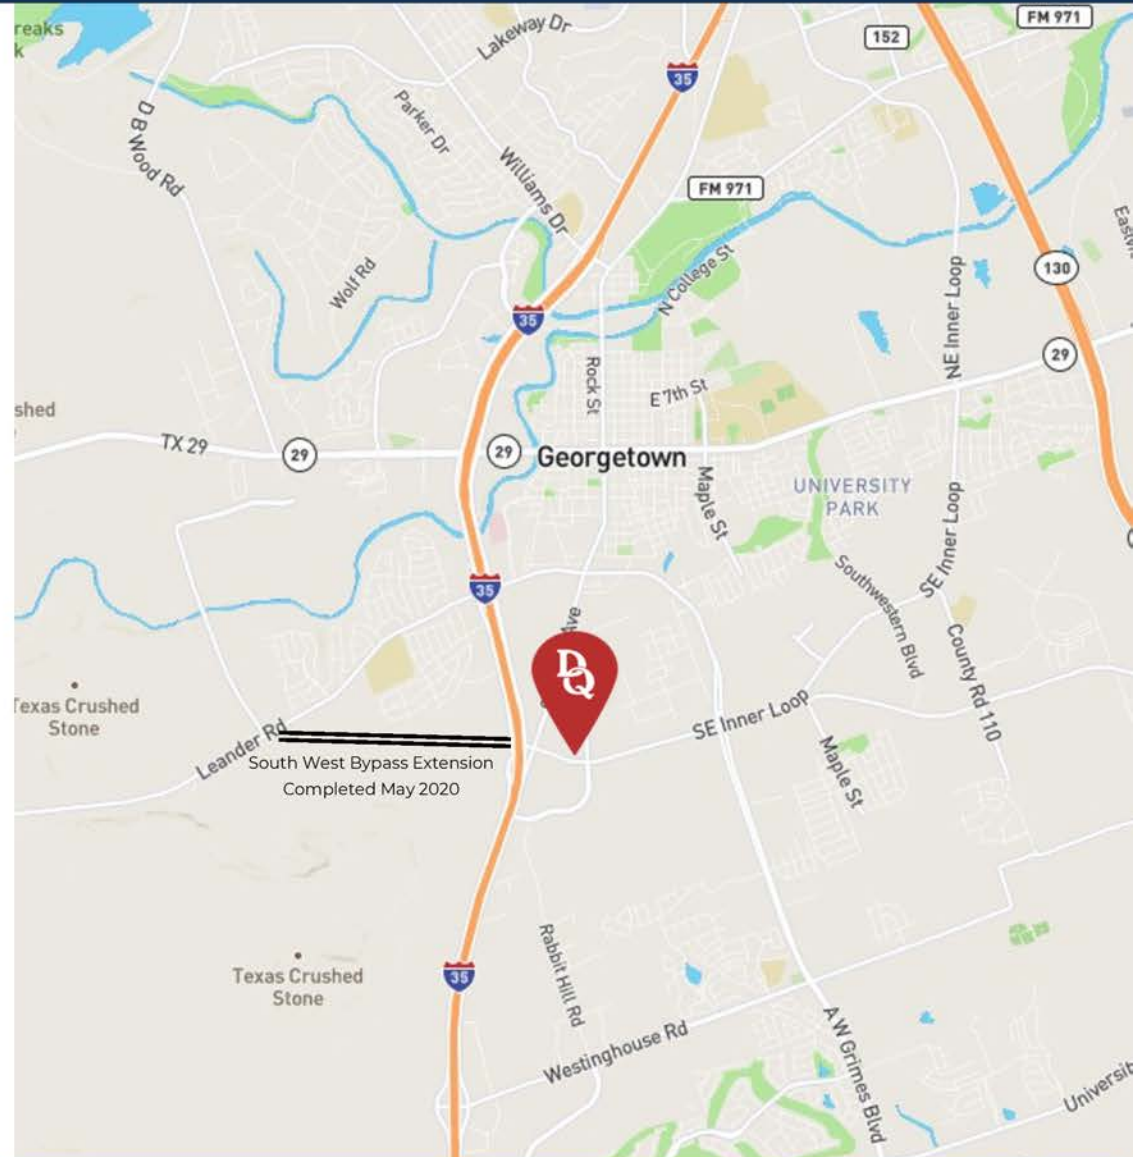 reaks
k
Lakeway Dr
35
152
FM 971
D B Wood Rd
Parker Dr
Williams Dr
FM 971
Wolf Rd
N College St
NE Inner Loop
130
Eastvi
35
Rock St
E 7th St
29
shed
TX 29
29
29
Georgetown
Maple St
UNIVERSITY
PARK
SE Inner Loop
Southwestern Blvd
35
Ave
DQ
County Rd 110
Texas Crushed
Stone
Leander Rd
SE Inner Loop
Maple St
South West Bypass Extension
Completed May 2020
Rabbit Hill Rd
Texas Crushed
Stone
35
Westinghouse Rd
A W Grimes Blvd
Universit